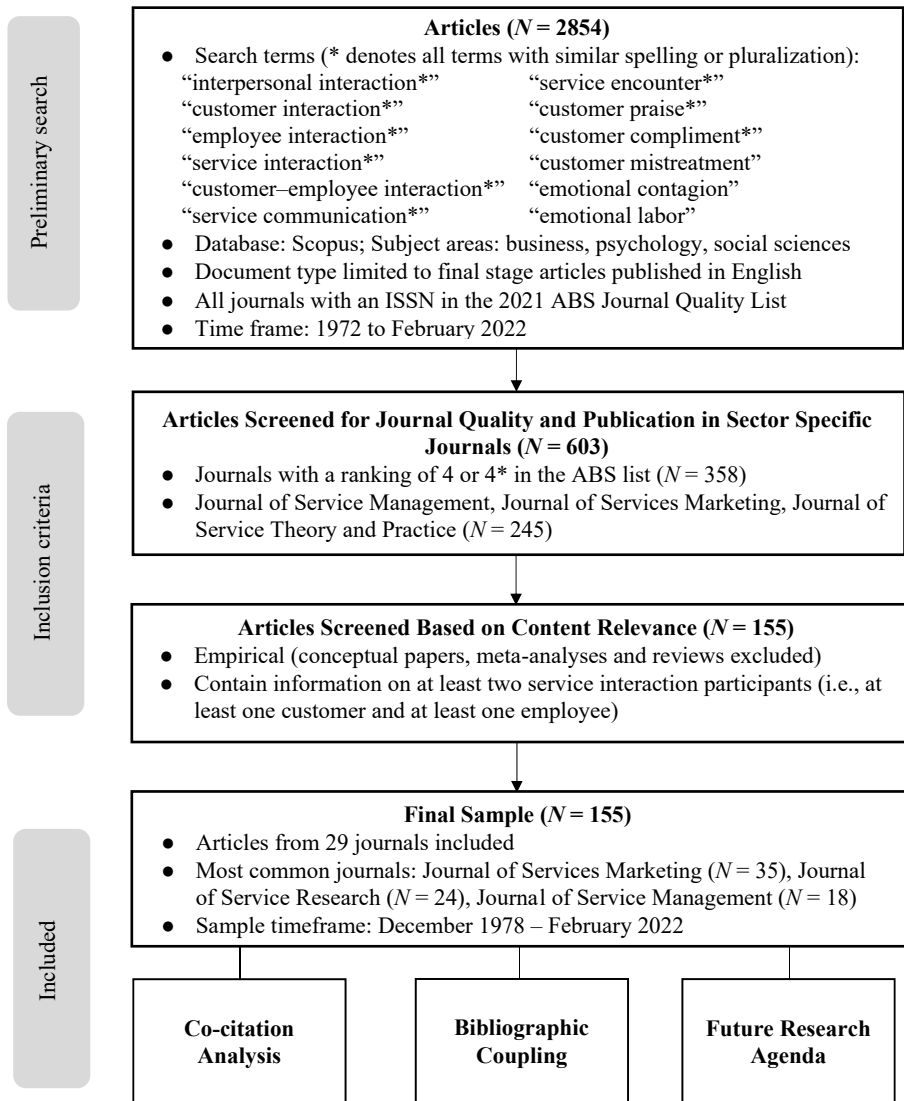 Preliminary search
Articles (N = 2854)
● Search terms (* denotes all terms with similar spelling or pluralization):
“interpersonal interaction*” “service encounter*”
“customer interaction*” “customer praise*”
“employee interaction*” “customer compliment*”
“service interaction*” “customer mistreatment”
“customer–employee interaction*” “emotional contagion”
“service communication*” “emotional labor”
● Database: Scopus; Subject areas: business, psychology, social sciences
● Document type limited to final stage articles published in English
● All journals with an ISSN in the 2021 ABS Journal Quality List
● Time frame: 1972 to February 2022
Inclusion criteria
Articles Screened for Journal Quality and Publication in Sector Specific
Journals (N = 603)
● Journals with a ranking of 4 or 4* in the ABS list (N = 358)
● Journal of Service Management, Journal of Services Marketing, Journal of
Service Theory and Practice (N = 245)
Articles Screened Based on Content Relevance (N = 155)
● Empirical (conceptual papers, meta-analyses and reviews excluded)
● Contain information on at least two service interaction participants (i.e., at
least one customer and at least one employee)
Included
Final Sample (N = 155)
● Articles from 29 journals included
● Most common journals: Journal of Services Marketing (N = 35), Journal
of Service Research (N = 24), Journal of Service Management (N = 18)
● Sample timeframe: December 1978 – February 2022
Co-citation
Analysis
Bibliographic
Coupling
Future Research
Agenda